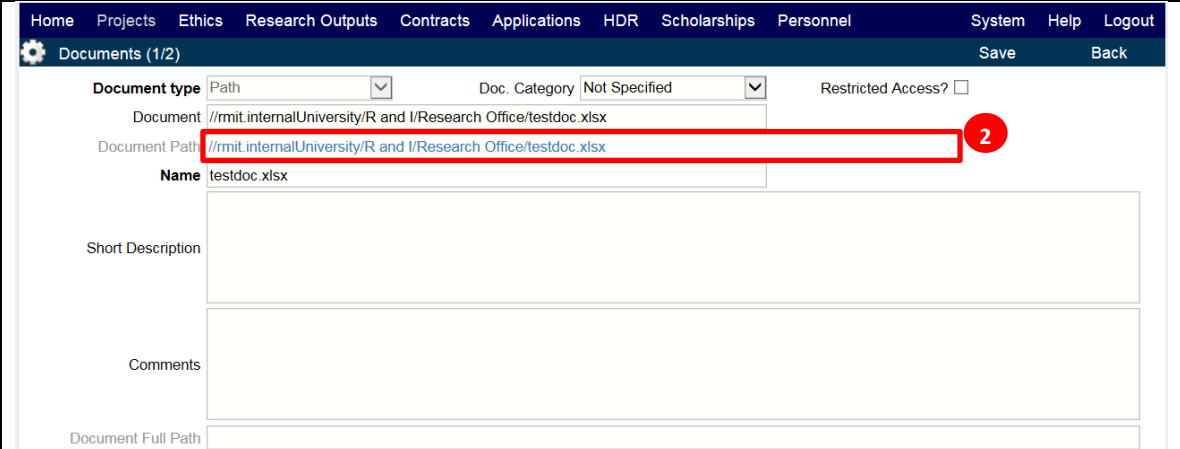 Home Projects Ethics Research Outputs Contracts Applications HDR Scholarships Personnel System Help Logout
Documents (1/2) Save Back
Document type Path Doc. Category Not Specified Restricted Access?
Document //rmit.internalUniversity/R and I/Research Office/testdoc.xlsx
Document Path //rmit.internalUniversity/R and I/Research Office/testdoc.xlsx 2
Name testdoc.xlsx
Short Description
Comments
Document Full Path